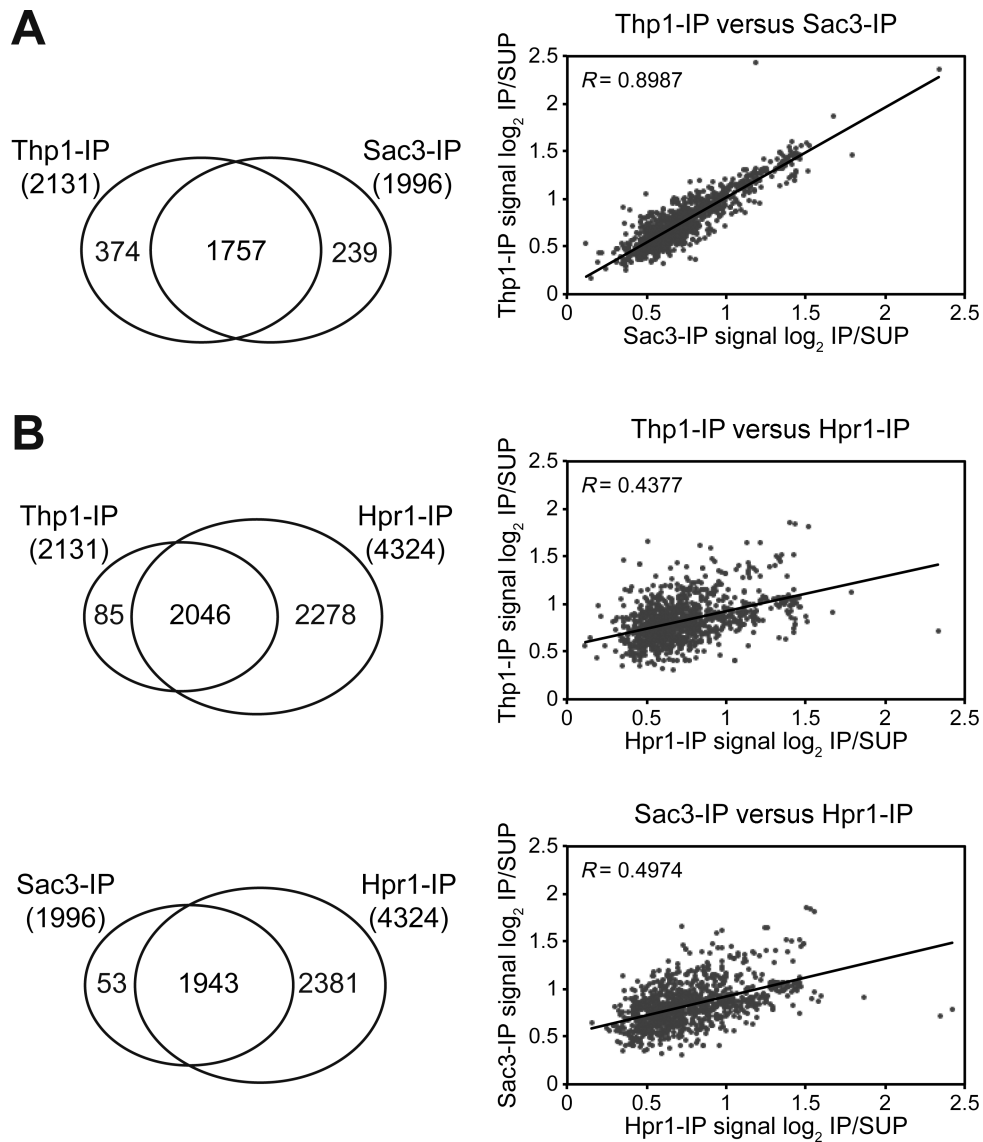 A
Thp1-IP
(2131)
Sac3-IP
(1996)
374
1757
239
Thp1-IP versus Sac3-IP
R = 0.8987
Thp1-IP signal log2 IP/SUP
2.5
2
1.5
1
0.5
0
0 0.5 1 1.5 2 2.5
Sac3-IP signal log2 IP/SUP
B
Thp1-IP
(2131)
Hpr1-IP
(4324)
85
2046
2278
Thp1-IP versus Hpr1-IP
R = 0.4377
Thp1-IP signal log2 IP/SUP
2.5
2
1.5
1
0.5
0
0 0.5 1 1.5 2 2.5
Hpr1-IP signal log2 IP/SUP
Sac3-IP
(1996)
Hpr1-IP
(4324)
53
1943
2381
Sac3-IP versus Hpr1-IP
R = 0.4974
Sac3-IP signal log2 IP/SUP
2.5
2
1.5
1
0.5
0
0 0.5 1 1.5 2 2.5
Hpr1-IP signal log2 IP/SUP